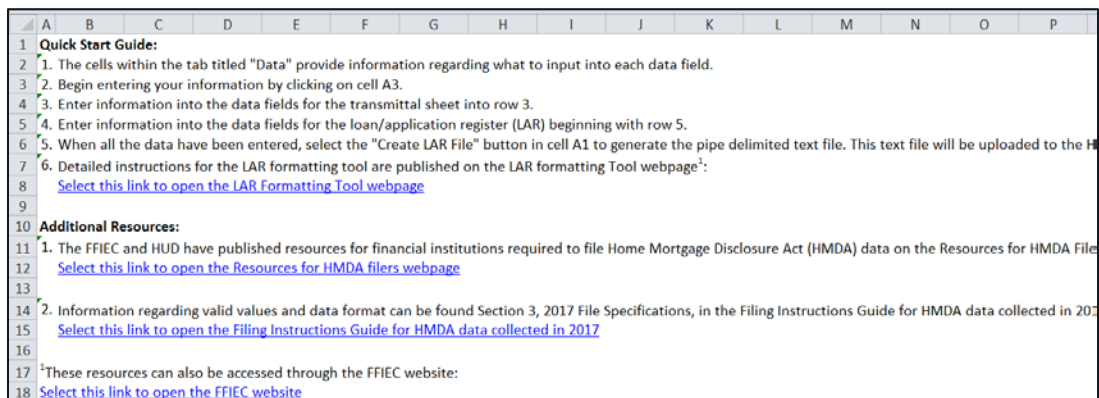 A B C D E F G H I J K L M N O P
1 Quick Start Guide:
2 1. The cells within the tab titled "Data" provide information regarding what to input into each data field.
3 2. Begin entering your information by clicking on cell A3.
4 3. Enter information into the data fields for the transmittal sheet into row 3.
5 4. Enter information into the data fields for the loan/application register (LAR) beginning with row 5.
6 5. When all the data have been entered, select the "Create LAR File" button in cell A1 to generate the pipe delimited text file. This text file will be uploaded to the
7 6. Detailed instructions for the LAR formatting tool are published on the LAR formatting Tool webpage¹:
8 Select this link to open the LAR Formatting Tool webpage
9
10 Additional Resources:
11 1. The FFIEC and HUD have published resources for financial institutions required to file Home Mortgage Disclosure Act (HMDA) data on the Resources for HMDA File
12 Select this link to open the Resources for HMDA filers webpage
13
14 2. Information regarding valid values and data format can be found Section 3, 2017 File Specifications, in the Filing Instructions Guide for HMDA data collected in
15 Select this link to open the Filing Instructions Guide for HMDA data collected in 2017
16
17 ¹These resources can also be accessed through the FFIEC website:
18 Select this link to open the FFIEC website